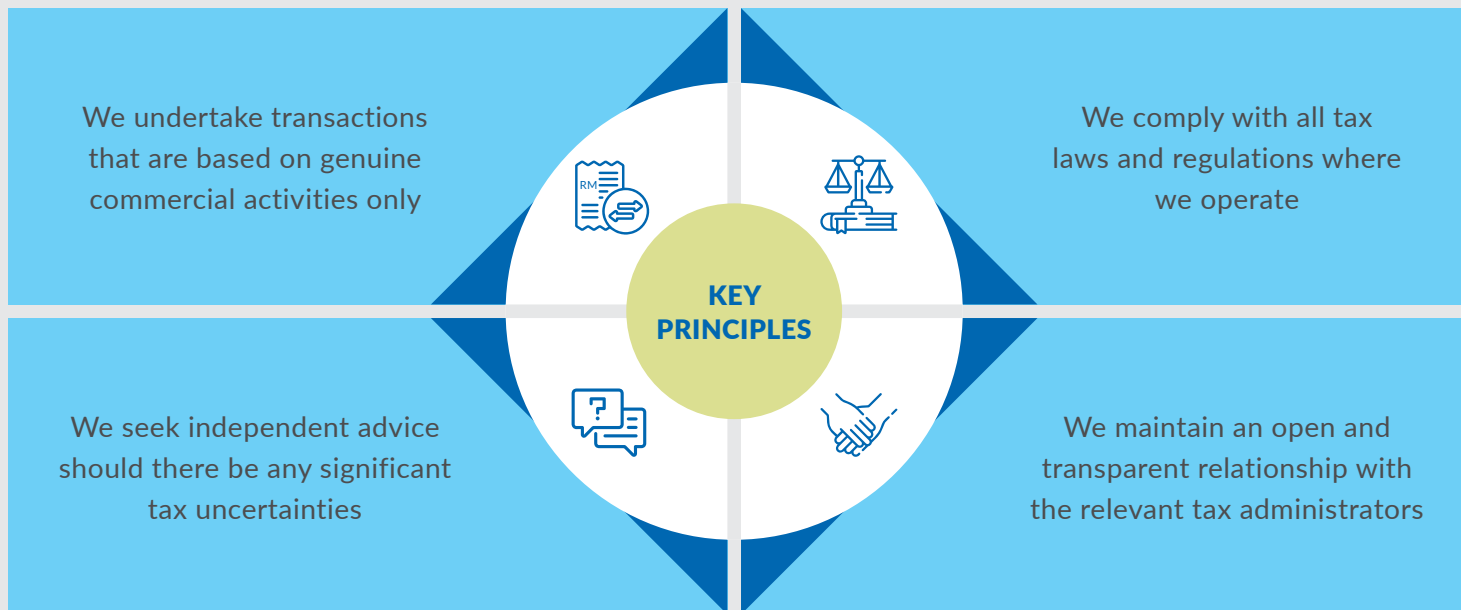 We undertake transactions
that are based on genuine
commercial activities only
We comply with all tax
laws and regulations where
we operate
RM
KEY
PRINCIPLES
?
We seek independent advice
should there be any significant
tax uncertainties
We maintain an open and
transparent relationship with
the relevant tax administrators